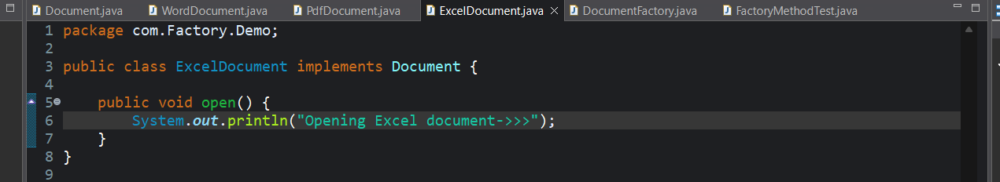 Document.java WordDocument.java PdfDocument.java ExcelDocument.java DocumentFactory.java FactoryMethodTest.java
1 package com.Factory.Demo;
2
3 public class ExcelDocument implements Document {
4
5 public void open() {
6 System.out.println("Opening Excel document->>>");
7 }
8 }
9